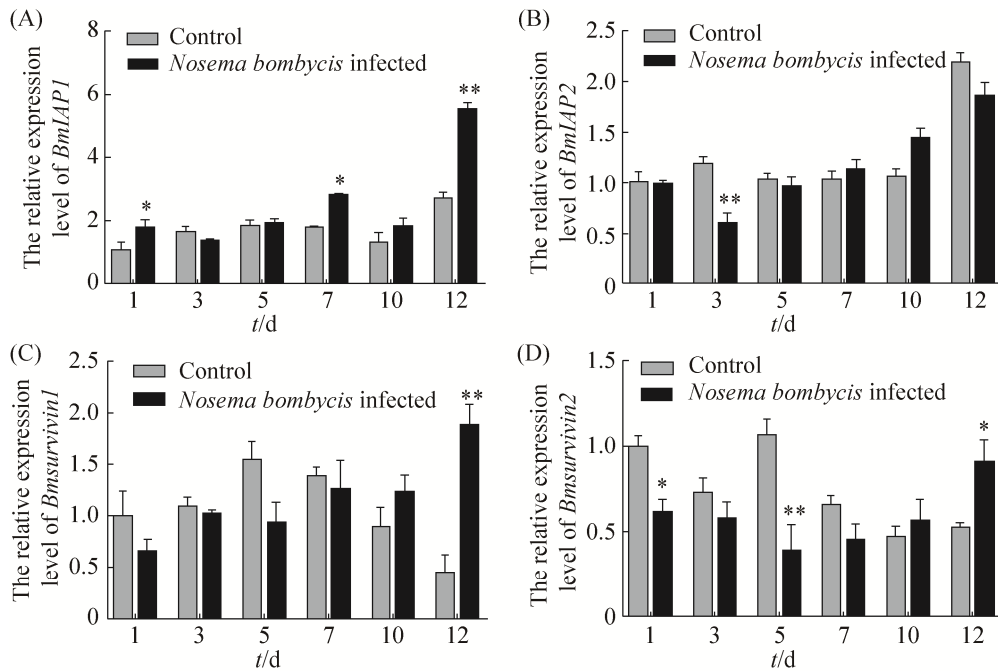 (A)
The relative expression
level of BmIAP1
8
6
4
2
0
Control
Nosema bombycis infected
*
*
**
1 3 5 7 10 12
t/d
(B)
The relative expression
level of BmIAP2
2.5
2.0
1.5
1.0
0.5
0
Control
Nosema bombycis infected
**
1 3 5 7 10 12
t/d
(C)
The relative expression
level of Bmsurvivin1
2.5
2.0
1.5
1.0
0.5
0
Control
Nosema bombycis infected
**
1 3 5 7 10 12
t/d
(D)
The relative expression
level of Bmsurvivin2
1.5
1.0
0.5
0
Control
Nosema bombycis infected
*
**
*
1 3 5 7 10 12
t/d